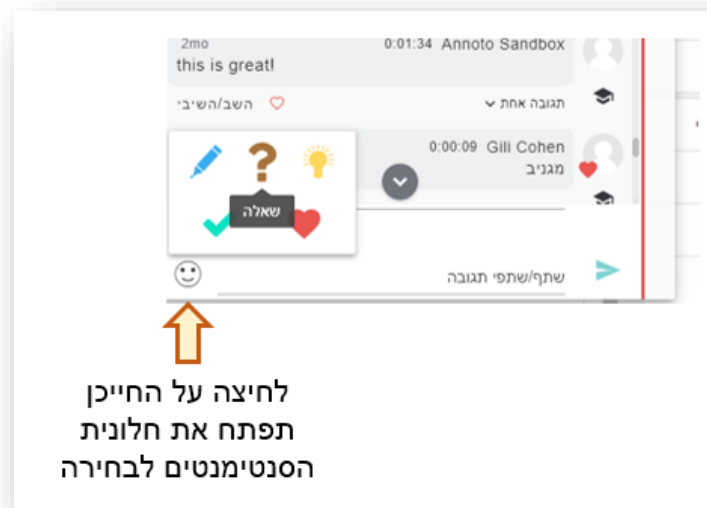 2mo 0:01:34 Annoto Sandbox
this is great!
השב/השיבי תגובה אחת
0:00:09 Gili Cohen
מגניב
שאלה
שתף/שתפי תגובה
לחיצה על החייכן
תפתח את חלונית
הסנטימנטים לבחירה